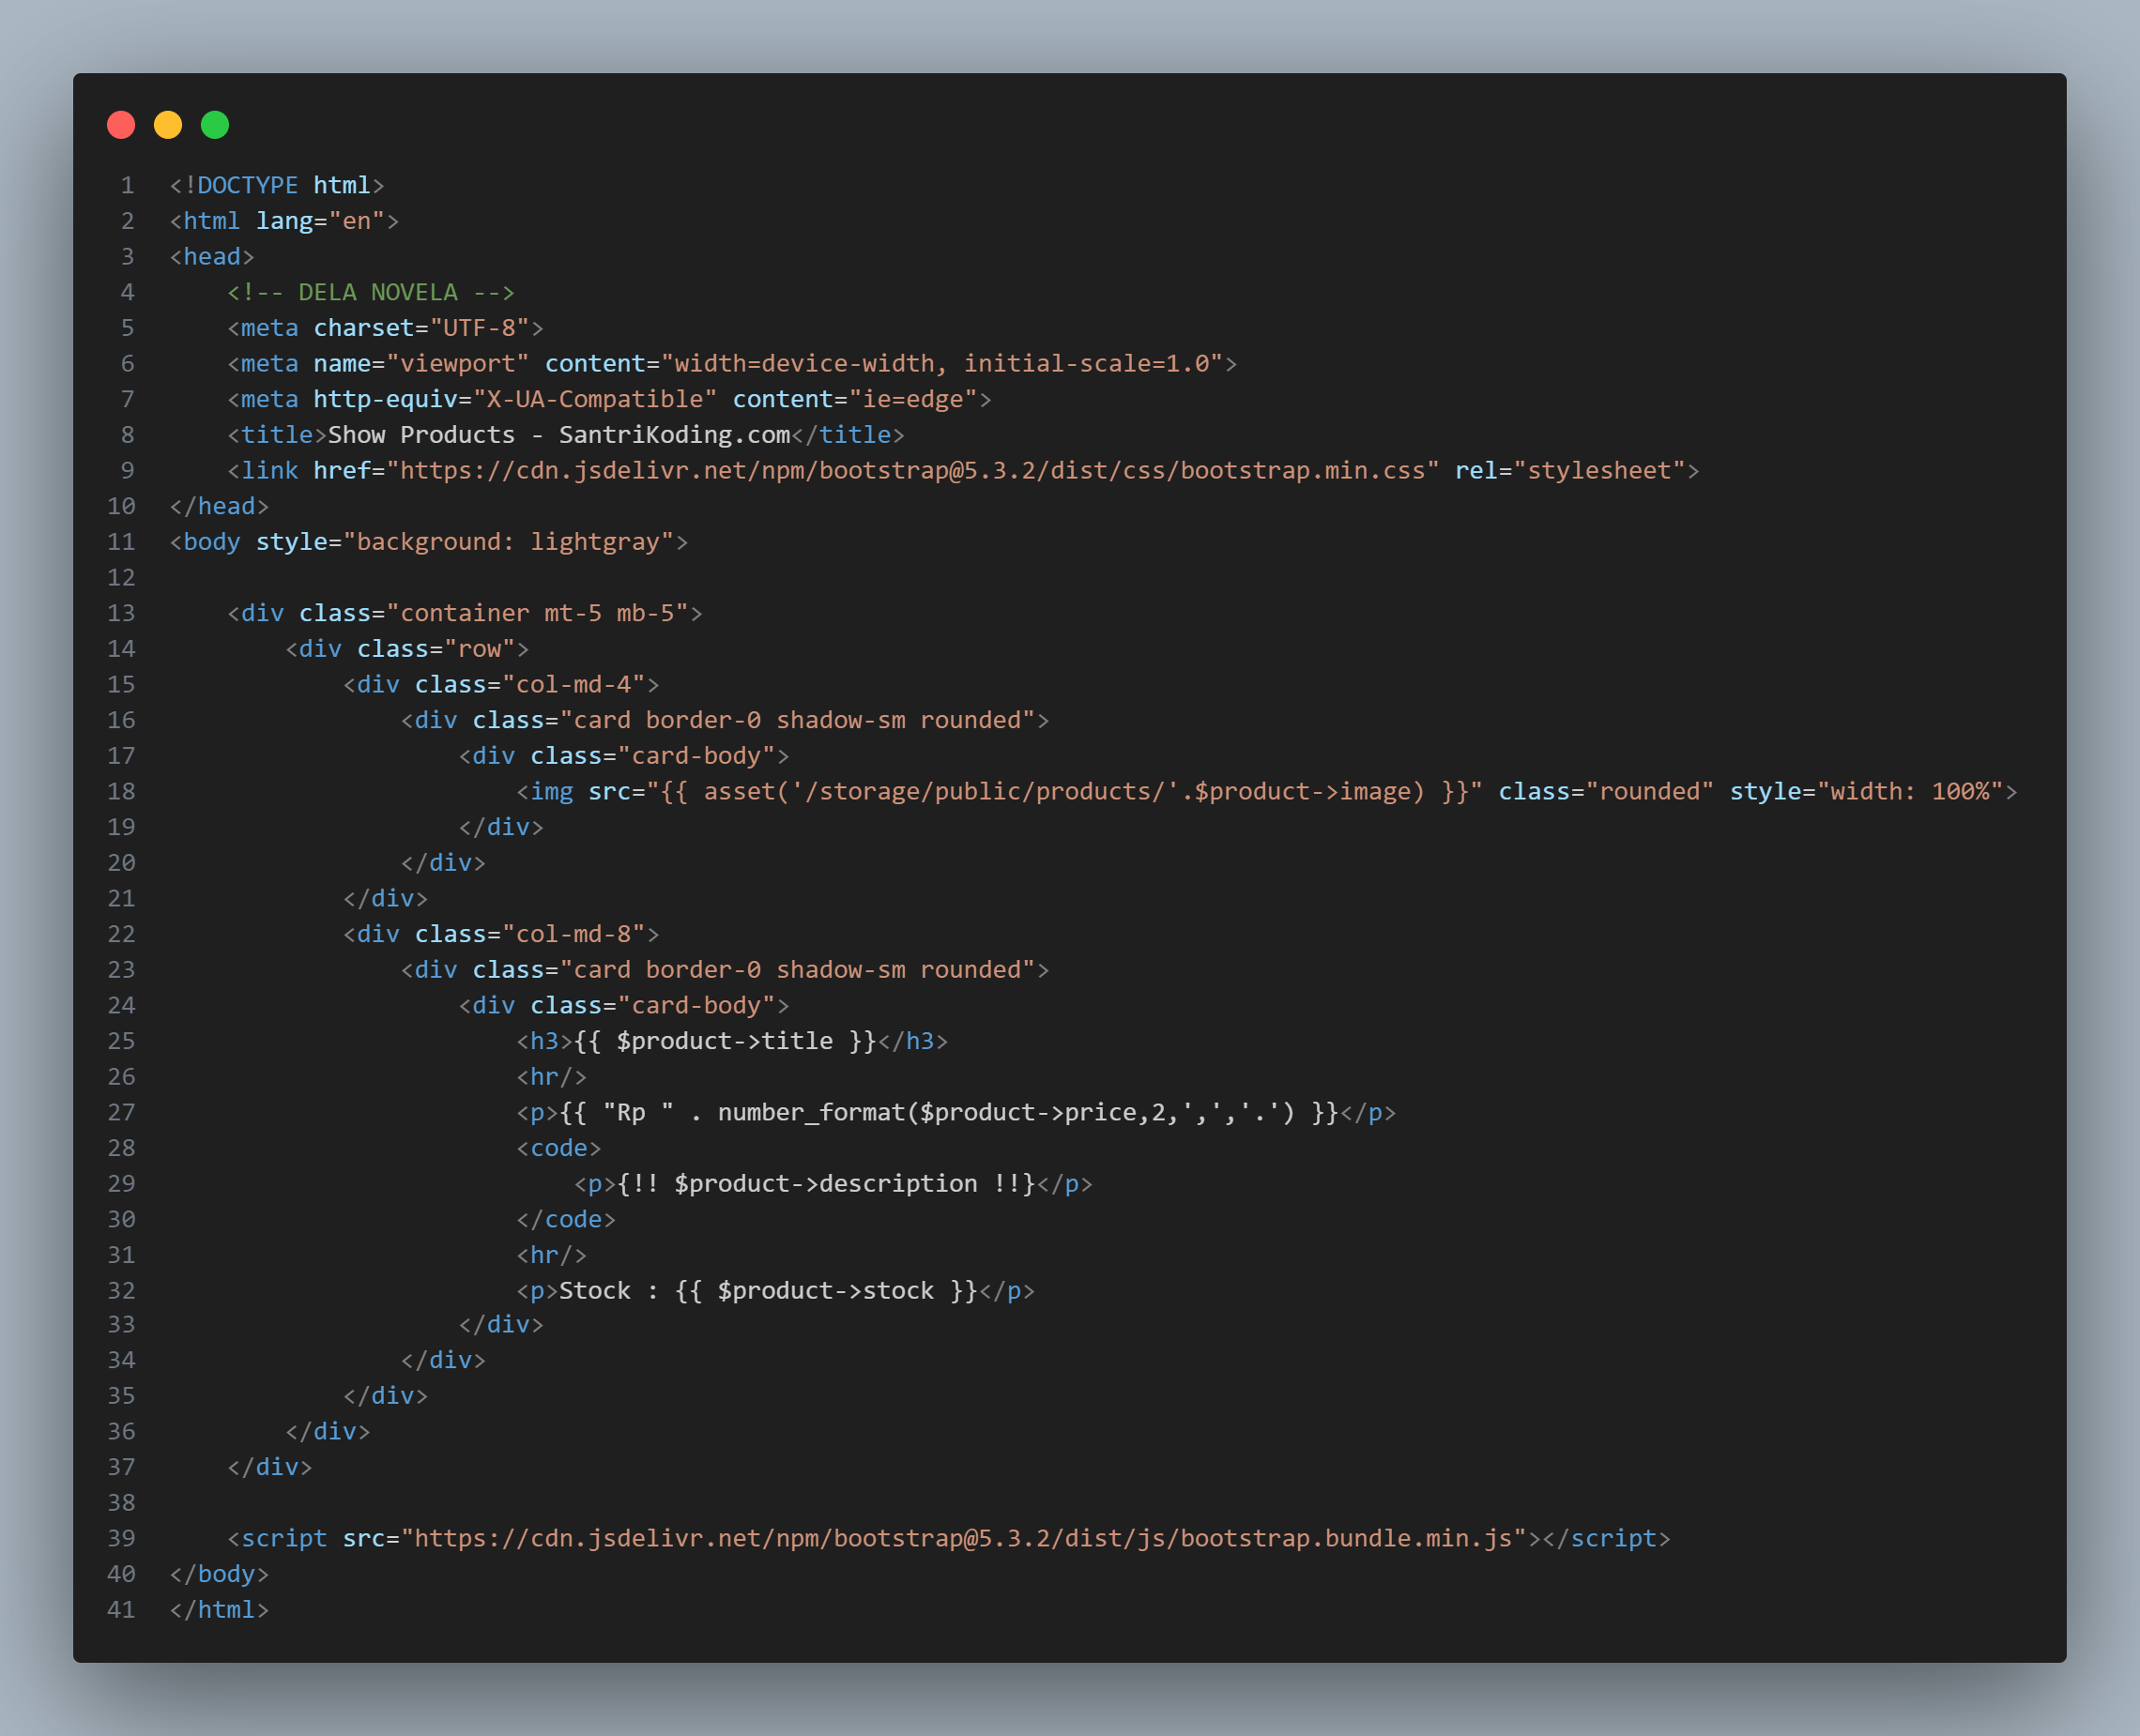 1 <!DOCTYPE html>
2 <html lang="en">
3 <head>
4     <!-- DELA NOVELA -->
5     <meta charset="UTF-8">
6     <meta name="viewport" content="width=device-width, initial-scale=1.0">
7     <meta http-equiv="X-UA-Compatible" content="ie=edge">
8     <title>Show Products - SantriKoding.com</title>
9     <link href="https://cdn.jsdelivr.net/npm/bootstrap@5.3.2/dist/css/bootstrap.min.css" rel="stylesheet">
10 </head>
11 <body style="background: lightgray">
12
13     <div class="container mt-5 mb-5">
14         <div class="row">
15             <div class="col-md-4">
16                 <div class="card border-0 shadow-sm rounded">
17                     <div class="card-body">
18                         <img src="{{ asset('/storage/public/products/'.$product->image) }}" class="rounded" style="width: 100%">
19                     </div>
20                 </div>
21             </div>
22             <div class="col-md-8">
23                 <div class="card border-0 shadow-sm rounded">
24                     <div class="card-body">
25                         <h3>{{ $product->title }}</h3>
26                         <hr/>
27                         <p>{{ "Rp " . number_format($product->price,2,',','.') }}</p>
28                         <code>
29                             <p>{!! $product->description !!}</p>
30                         </code>
31                         <hr/>
32                         <p>Stock : {{ $product->stock }}</p>
33                     </div>
34                 </div>
35             </div>
36         </div>
37     </div>
38
39     <script src="https://cdn.jsdelivr.net/npm/bootstrap@5.3.2/dist/js/bootstrap.bundle.min.js"></script>
40 </body>
41 </html>